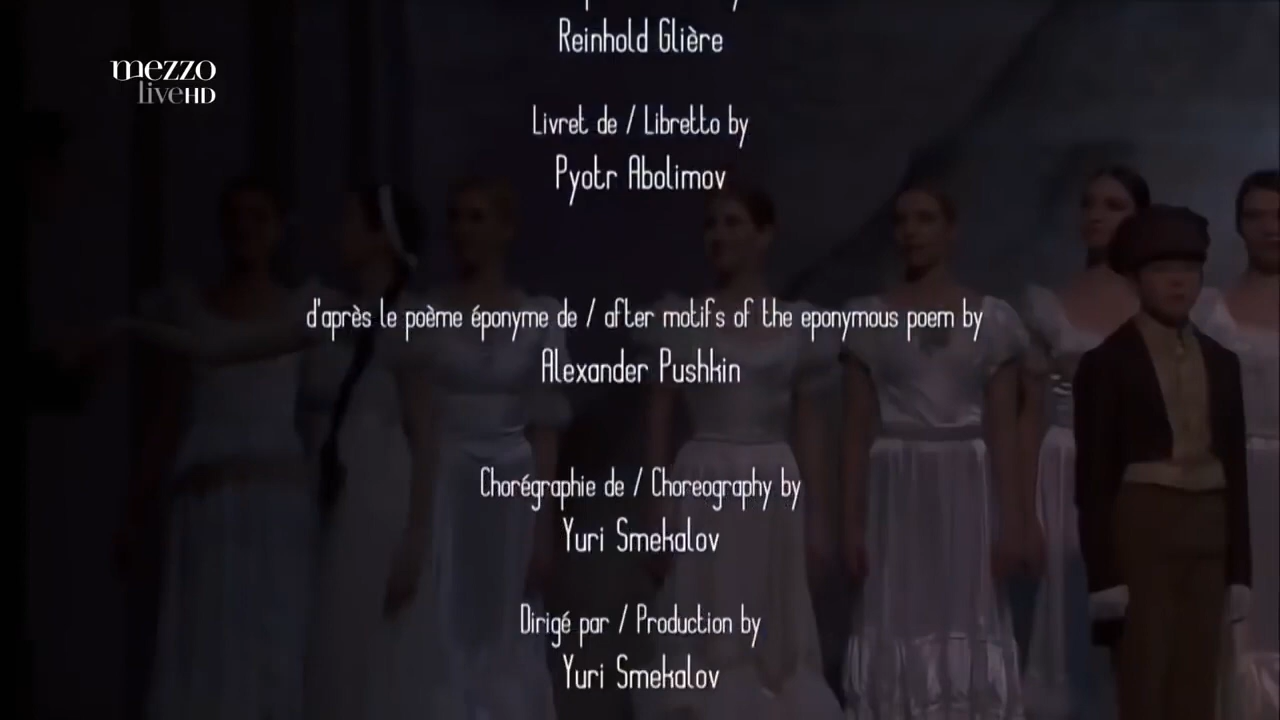 Reinhold Glière
mezzo
liveHD
Livret de / Libretto by
Pyotr Abolimov
d'après le poème éponyme de / after motifs of the eponymous poem by
Alexander Pushkin
Chorégraphie de / Choreography by
Yuri Smekalov
Dirigé par / Production by
Yuri Smekalov